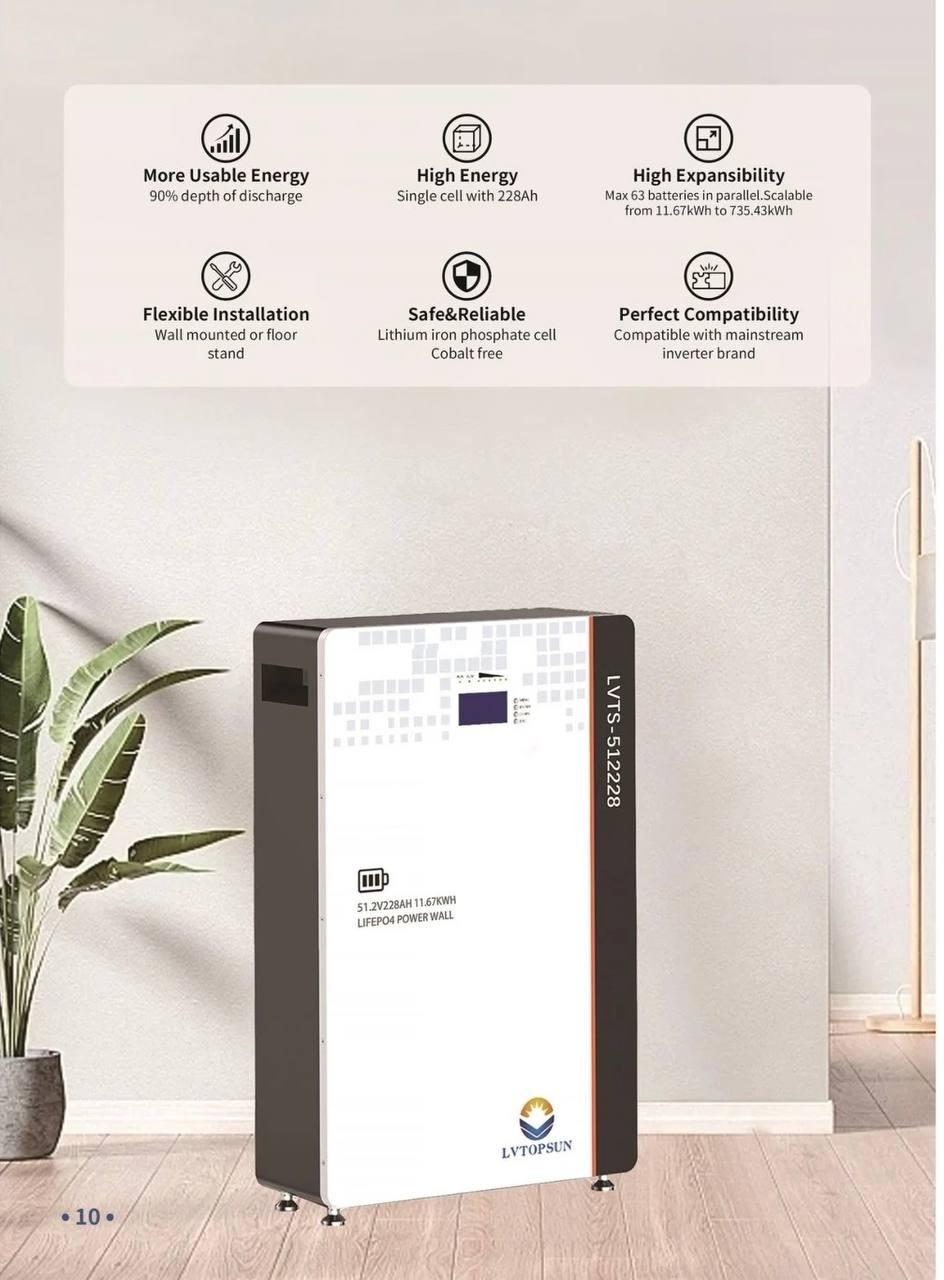 More Usable Energy
90% depth of discharge
High Energy
Single cell with 228Ah
High Expansibility
Max 63 batteries in parallel.Scalable
from 11.67kWh to 735.43kWh
Flexible Installation
Wall mounted or floor
stand
Safe&Reliable
Lithium iron phosphate cell
Cobalt free
Perfect Compatibility
Compatible with mainstream
inverter brand
LVTS-512228
51.2V228AH 11.67KWH
LIFEPO4 POWER WALL
LVTOPSUN
• 10 •